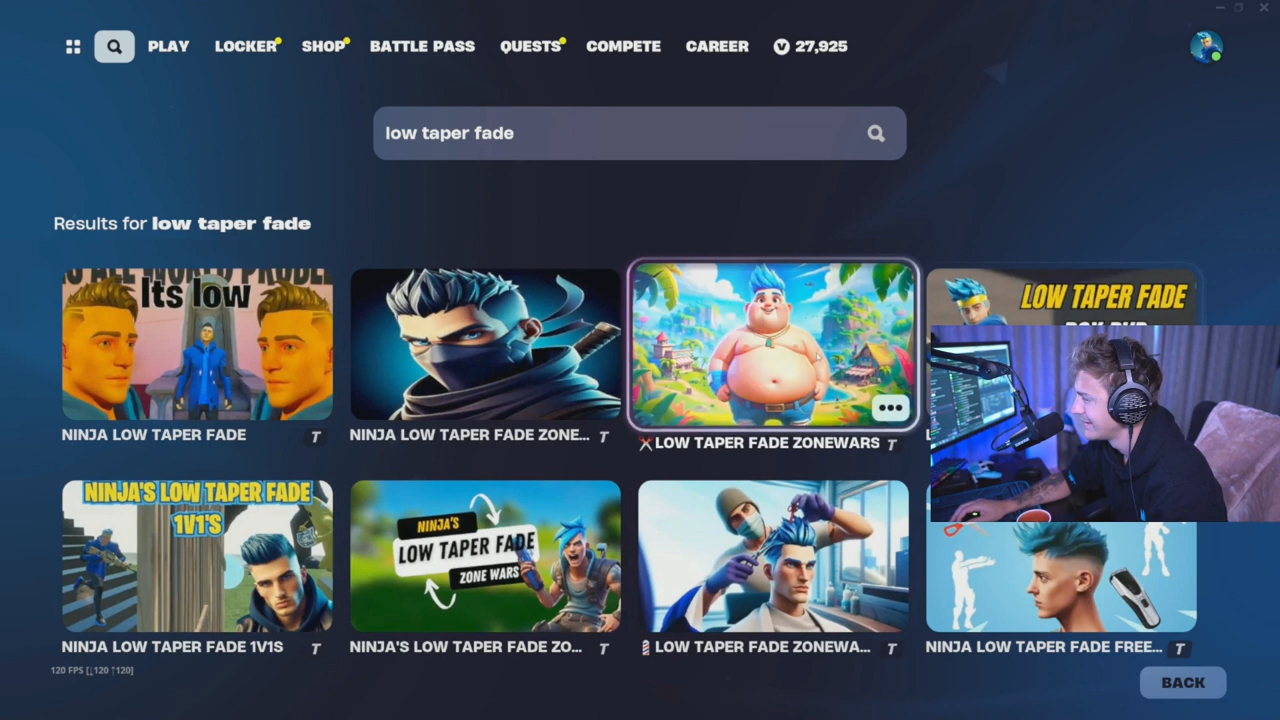 PLAY LOCKER SHOP BATTLE PASS QUESTS COMPETE CAREER V 27,925
low taper fade
Results for low taper fade
Its low
LOW TAPER FADE
NINJA LOW TAPER FADE T
NINJA LOW TAPER FADE ZONE... T
LOW TAPER FADE ZONEWARS T
NINJA'S LOW TAPER FADE
1V1'S
NINJA'S
LOW TAPER FADE
ZONE WARS
NINJA LOW TAPER FADE 1V1S T
NINJA'S LOW TAPER FADE ZO... T
LOW TAPER FADE ZONEWA... T
NINJA LOW TAPER FADE FREE... T
120 FPS [↓120 ↑120]
BACK